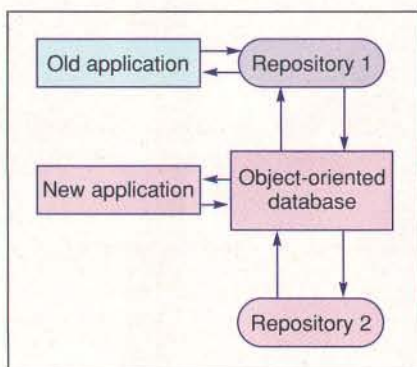 Old application
Repository 1
New application
Object-oriented
database
Repository 2